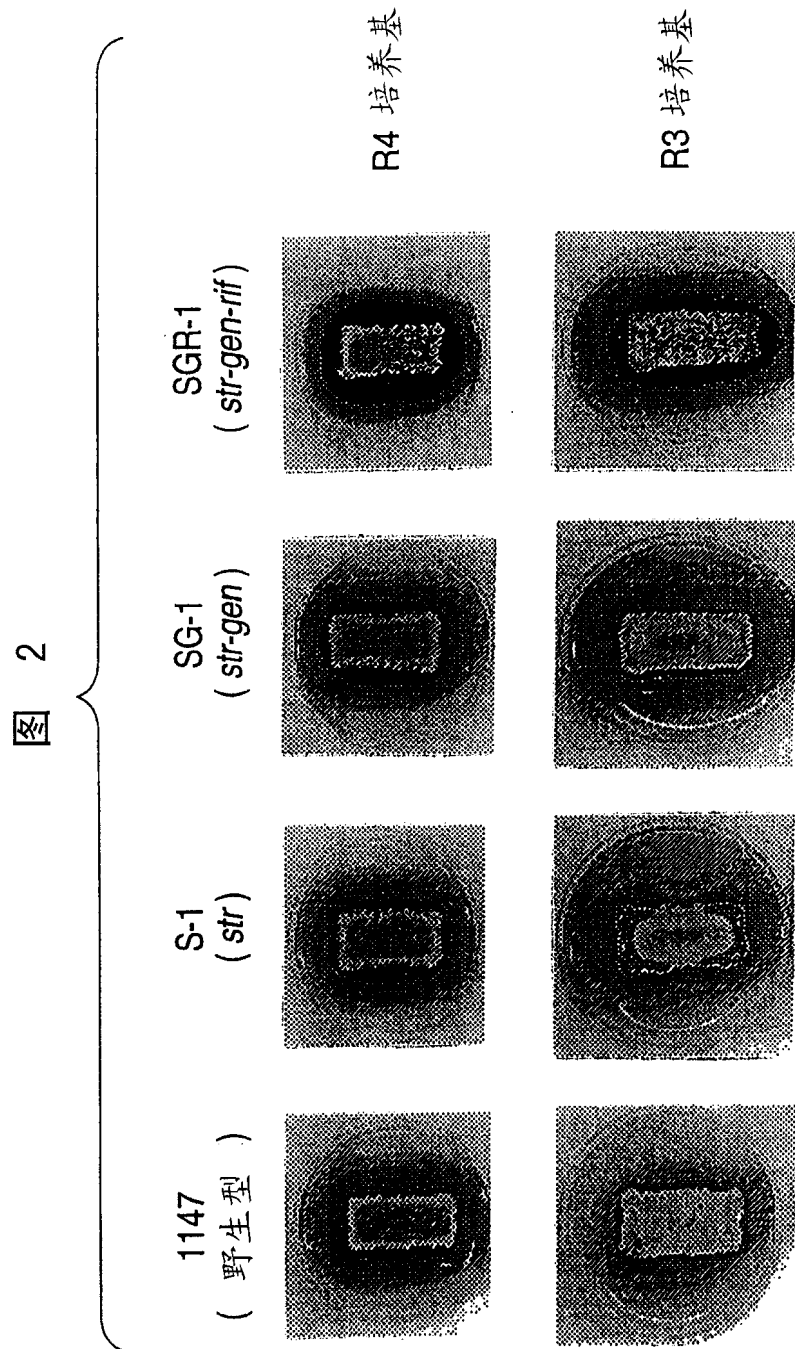 图 2
1147
( 野生型 )
S-1
( str )
SG-1
( str-gen )
SGR-1
( str-gen-rif )
R4 培养基
R3 培养基